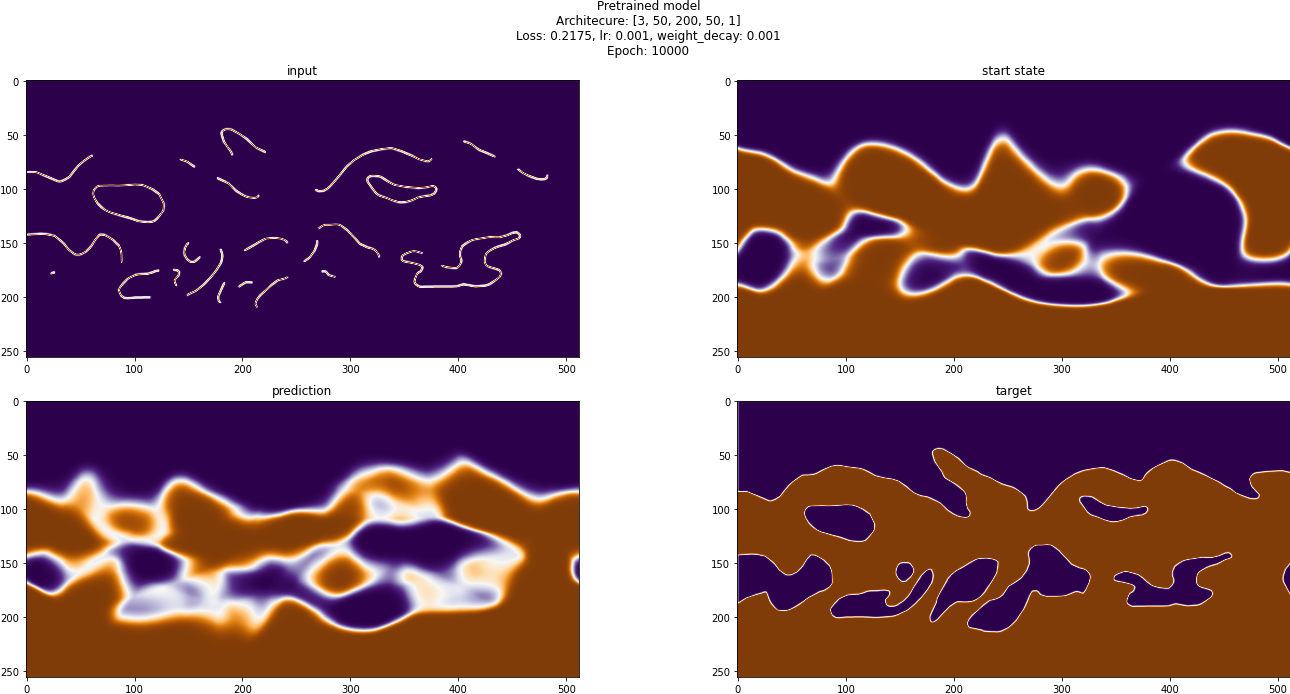 Pretrained model
Architecure: [3, 50, 200, 50, 1]
Loss: 0.2175, lr: 0.001, weight_decay: 0.001
Epoch: 10000
input
0
50
100
150
200
250
0 100 200 300 400 500
start state
0
50
100
150
200
250
0 100 200 300 400 500
prediction
0
50
100
150
200
250
0 100 200 300 400 500
target
0
50
100
150
200
250
0 100 200 300 400 500